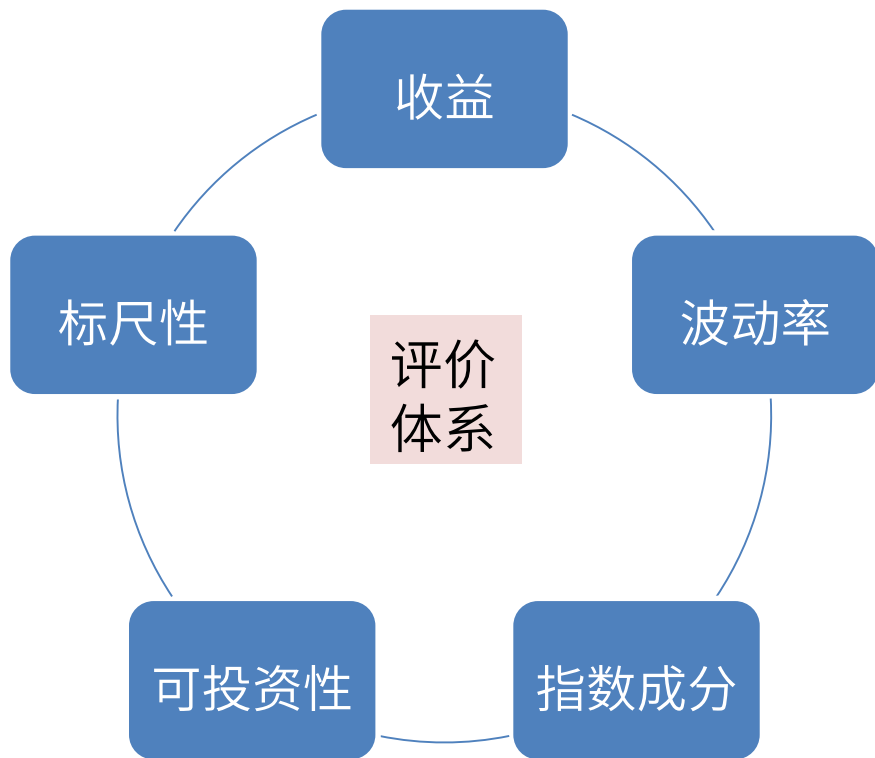 收益
标尺性
波动率
评价
体系
可投资性
指数成分